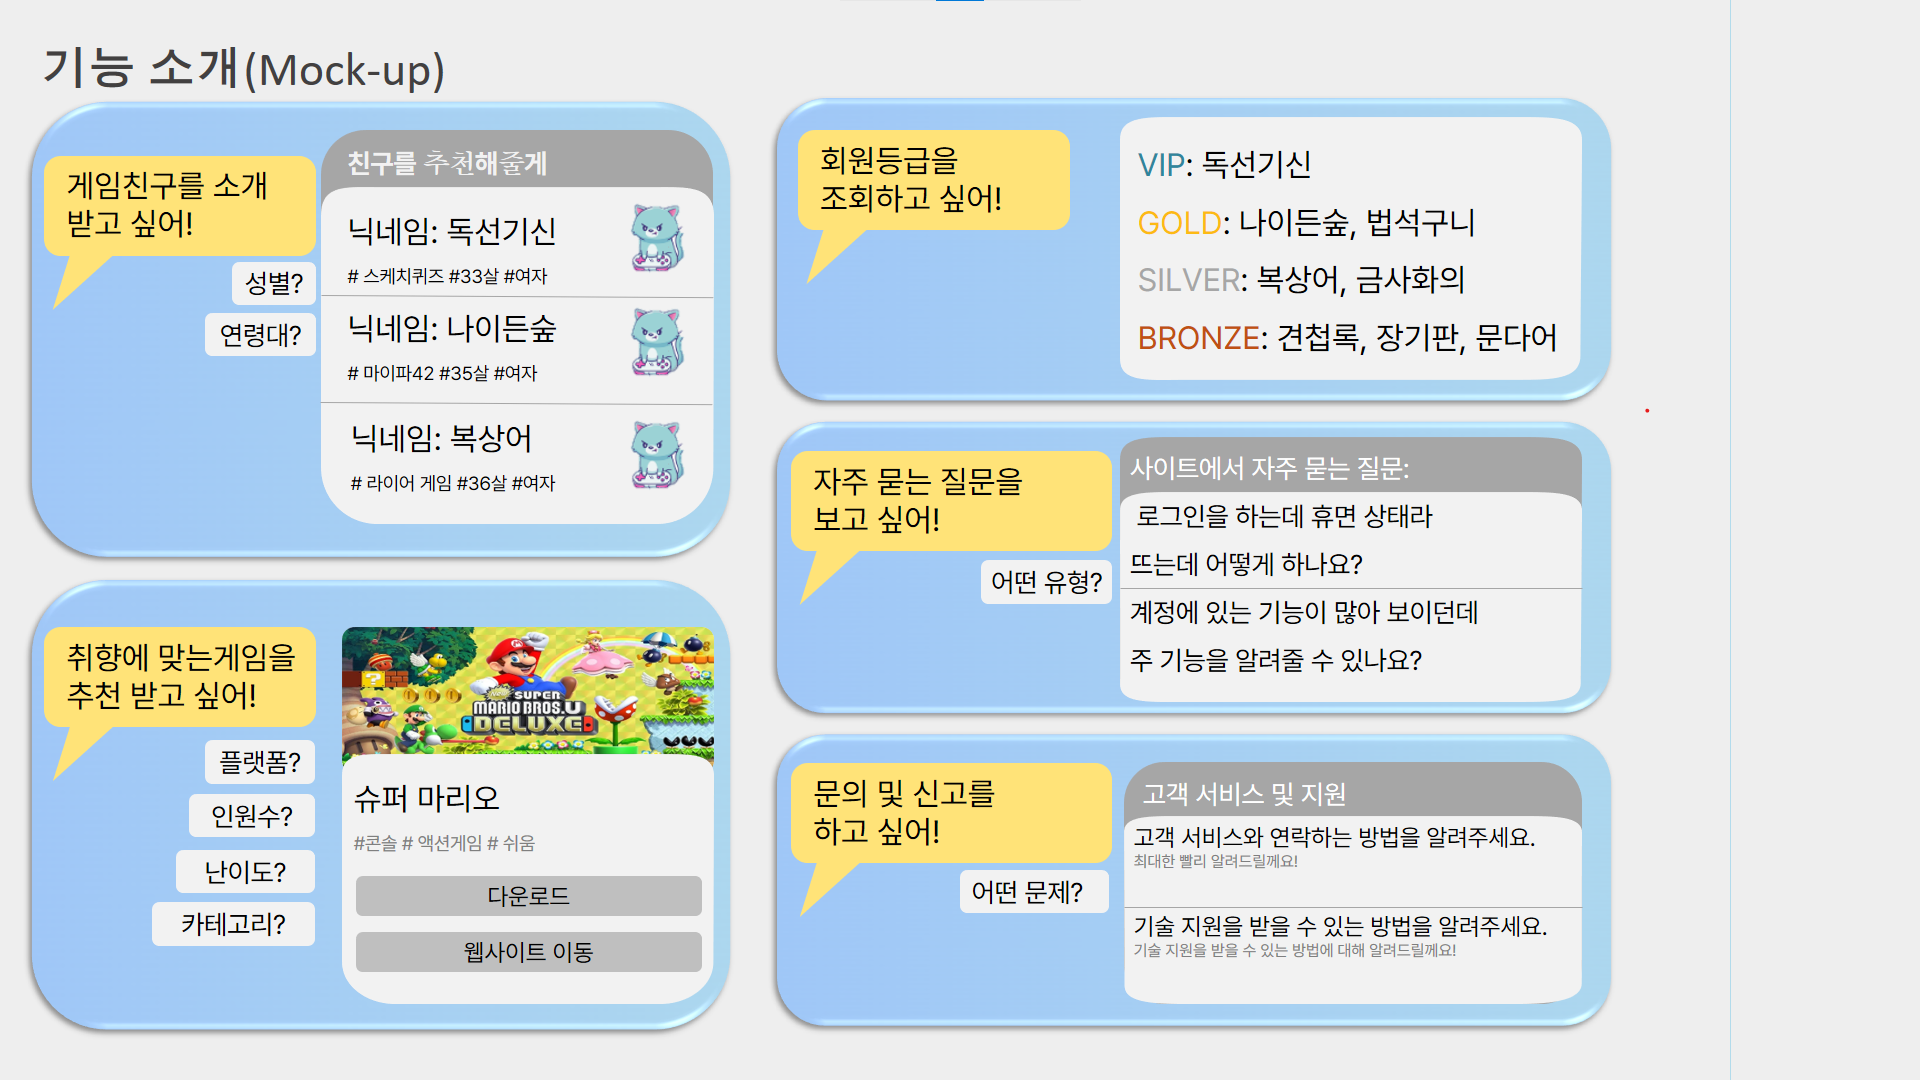 기능 소개(Mock-up)
게임친구를 소개
받고 싶어!
성별?
연령대?
친구를 추천해줄게
닉네임: 독선기신
# 스케치퀴즈 #33살 #여자
닉네임: 나이든숲
# 마이파42 #35살 #여자
닉네임: 복상어
# 라이어 게임 #36살 #여자
취향에 맞는게임을
추천 받고 싶어!
플랫폼?
인원수?
난이도?
카테고리?
NEW
SUPER
MARIO BROS.U
DELUXE
슈퍼 마리오
#콘솔 # 액션게임 # 쉬움
다운로드
웹사이트 이동
회원등급을
조회하고 싶어!
VIP: 독선기신
GOLD: 나이든숲, 법석구니
SILVER: 복상어, 금사화의
BRONZE: 견첩록, 장기판, 문다어
자주 묻는 질문을
보고 싶어!
어떤 유형?
사이트에서 자주 묻는 질문:
로그인을 하는데 휴면 상태라
뜨는데 어떻게 하나요?
계정에 있는 기능이 많아 보이던데
주 기능을 알려줄 수 있나요?
문의 및 신고를
하고 싶어!
어떤 문제?
고객 서비스 및 지원
고객 서비스와 연락하는 방법을 알려주세요.
최대한 빨리 알려드릴께요!
기술 지원을 받을 수 있는 방법을 알려주세요.
기술 지원을 받을 수 있는 방법에 대해 알려드릴께요!